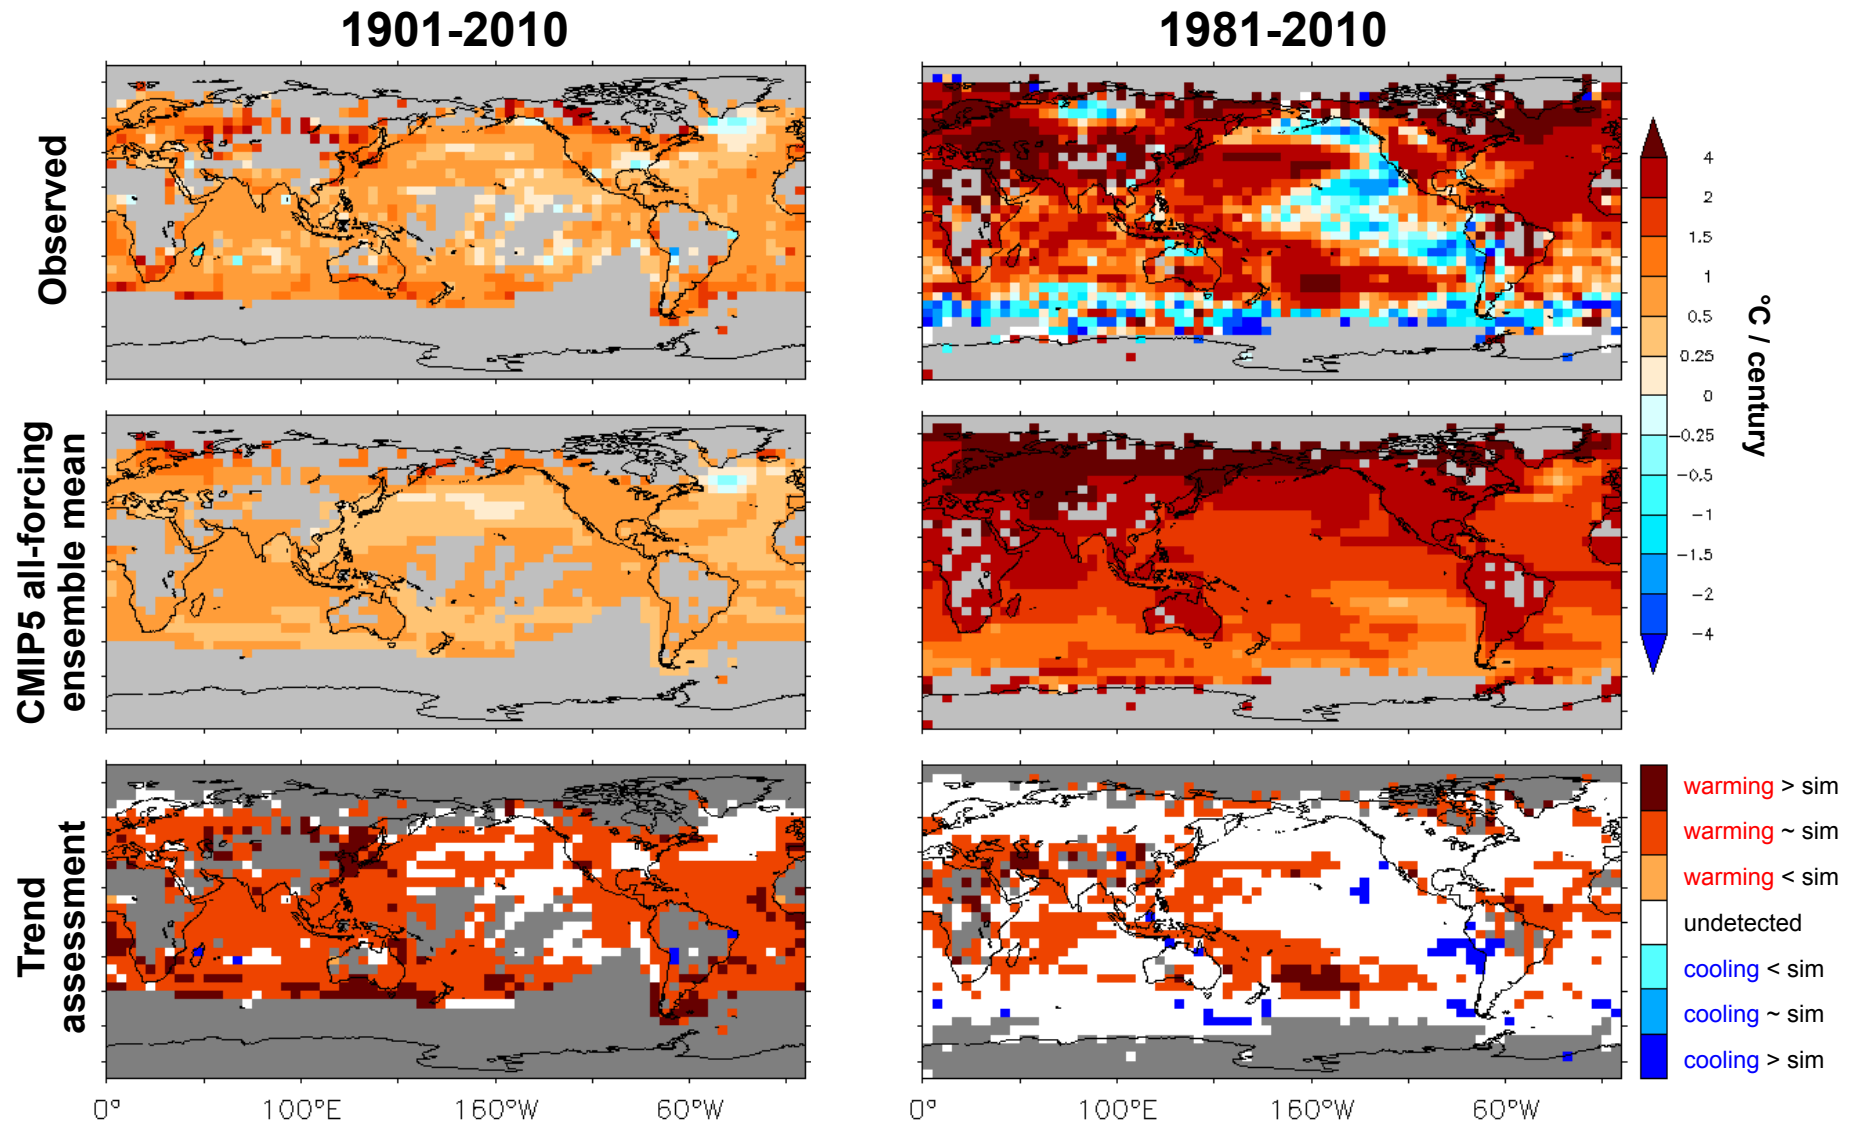 1901-2010
1981-2010
Observed
4
2
1.5
1
0.5
0.25
0
−0.25
−0.5
−1
−1.5
−2
−4
°C / century
CMIP5 all-forcing
ensemble mean
Trend
assessment
warming > sim
warming ~ sim
warming < sim
undetected
cooling < sim
cooling ~ sim
cooling > sim
0° 100°E 160°W 60°W
0° 100°E 160°W 60°W